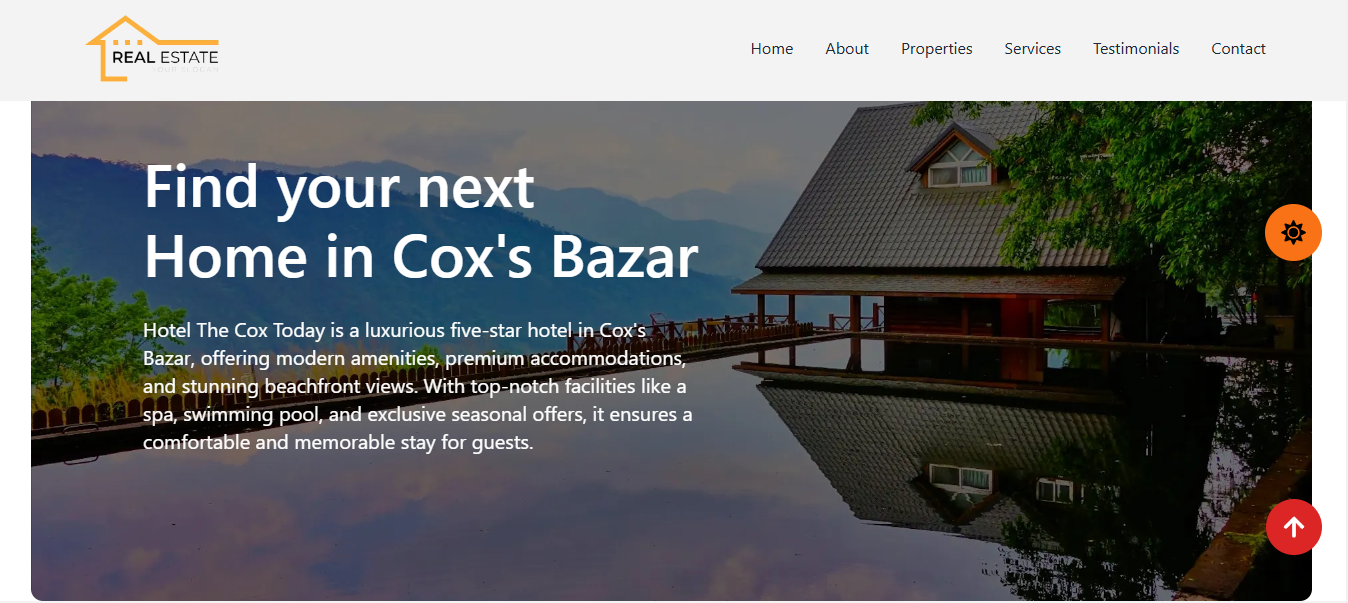 REAL ESTATE
Home About Properties Services Testimonials Contact
Find your next
Home in Cox's Bazar
Hotel The Cox Today is a luxurious five-star hotel in Cox's
Bazar, offering modern amenities, premium accommodations,
and stunning beachfront views. With top-notch facilities like a
spa, swimming pool, and exclusive seasonal offers, it ensures a
comfortable and memorable stay for guests.